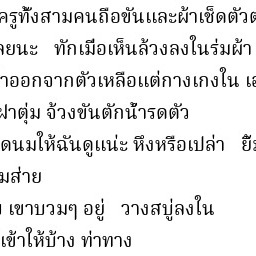 ครูทั้งสามคนถือขันและผ้าเช็ดตัว
ลยนะ ทักเมื่อเห็นล้วงลงในร่มผ้า
าออกจากตัวเหลือแต่กางเกงใน เ
ฝาตุ่ม จ้วงขันตักน้ำรดตัว
ดนมให้ฉันดูแน่ะ หึงหรือเปล่า ยั
มส่าย
เขาบวมๆ อยู่ วางสบู่ลงใน
เข้าให้บ้าง ท่าทาง